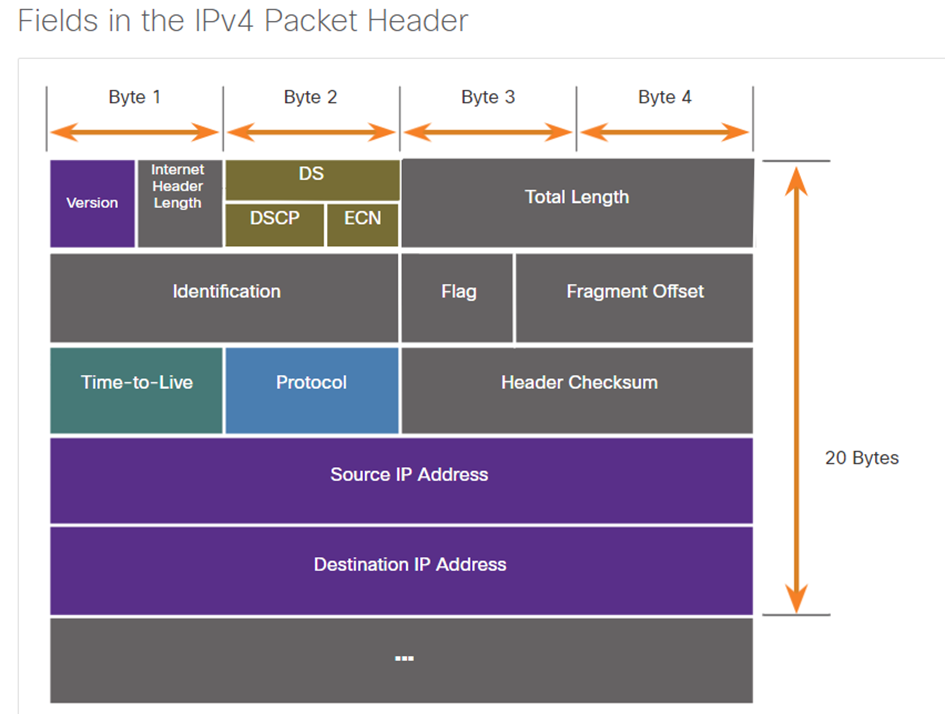 Fields in the IPv4 Packet Header
Byte 1 Byte 2 Byte 3 Byte 4
Version
Internet
Header
Length
DS
DSCP ECN
Total Length
Identification
Flag
Fragment Offset
Time-to-Live
Protocol
Header Checksum
Source IP Address
20 Bytes
Destination IP Address
...